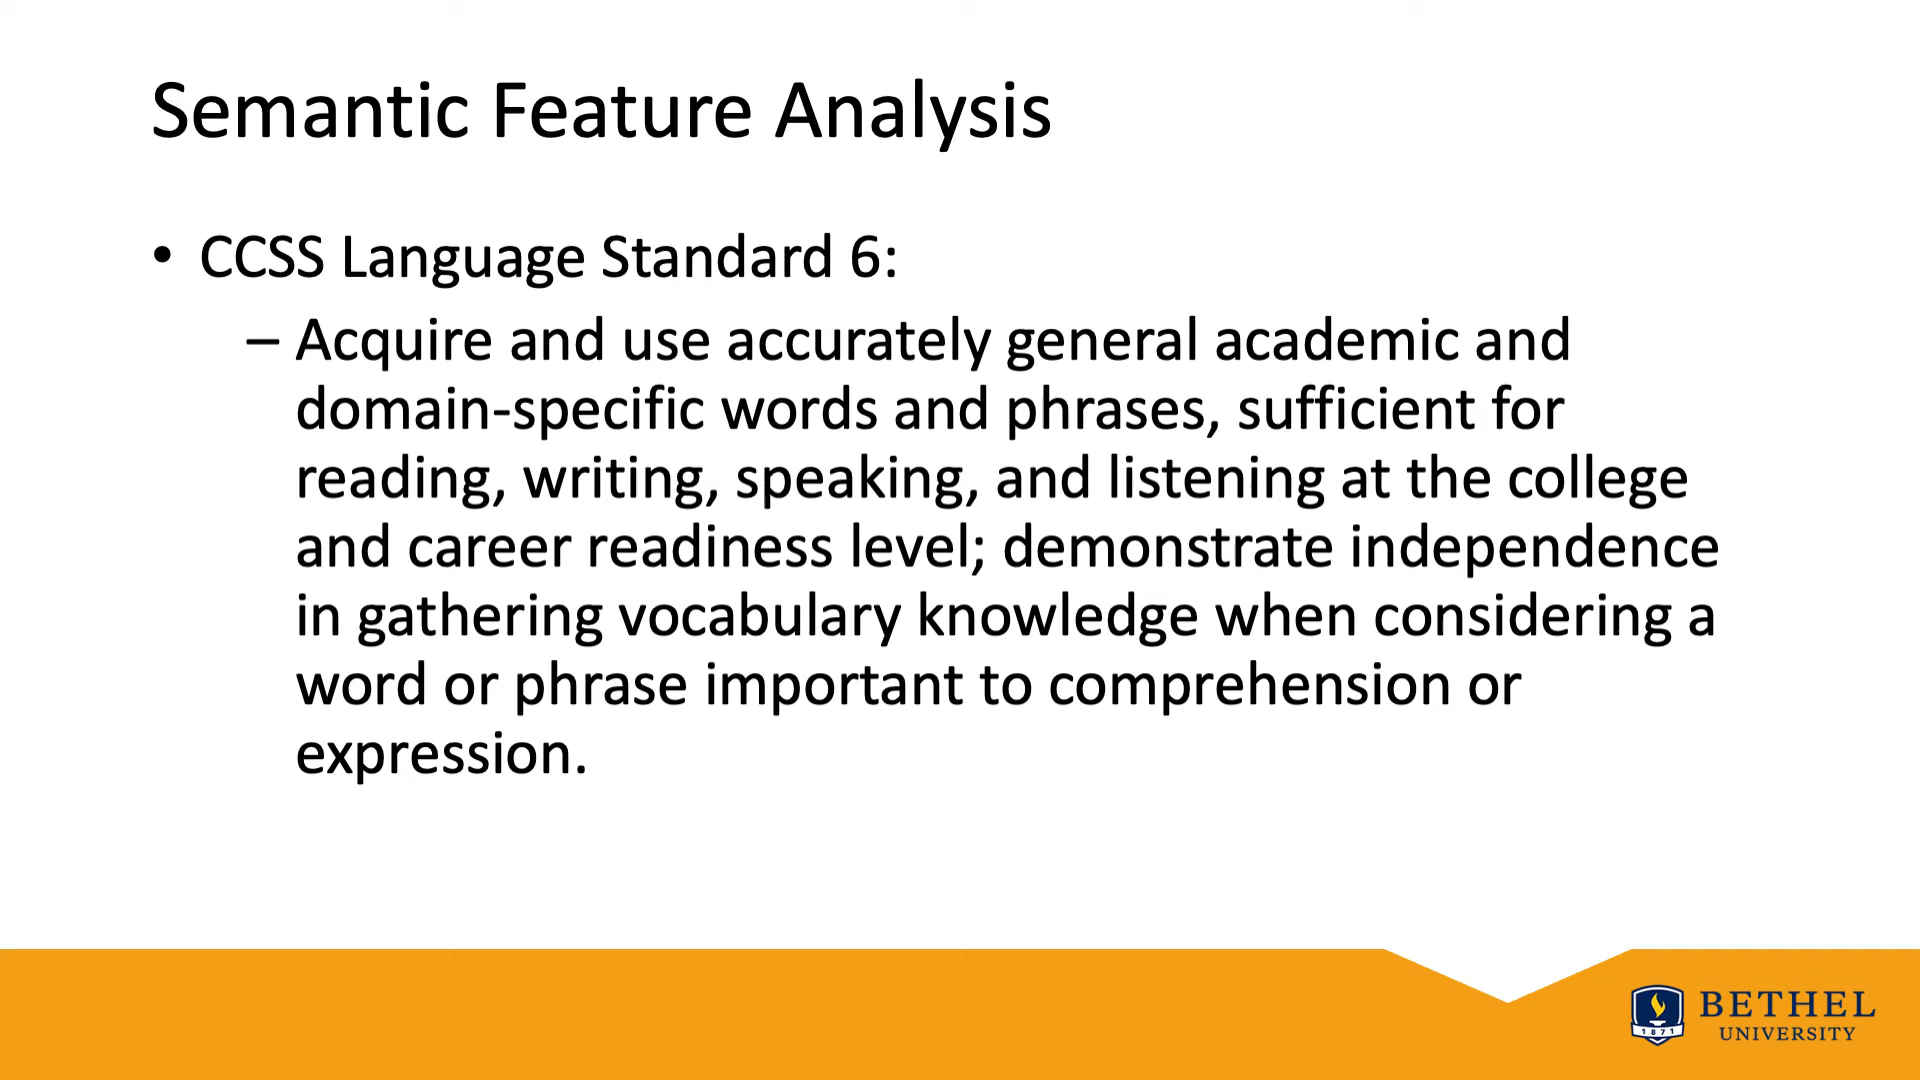 Semantic Feature Analysis
• CCSS Language Standard 6:
– Acquire and use accurately general academic and
domain-specific words and phrases, sufficient for
reading, writing, speaking, and listening at the college
and career readiness level; demonstrate independence
in gathering vocabulary knowledge when considering a
word or phrase important to comprehension or
expression.
1871
BETHEL
UNIVERSITY